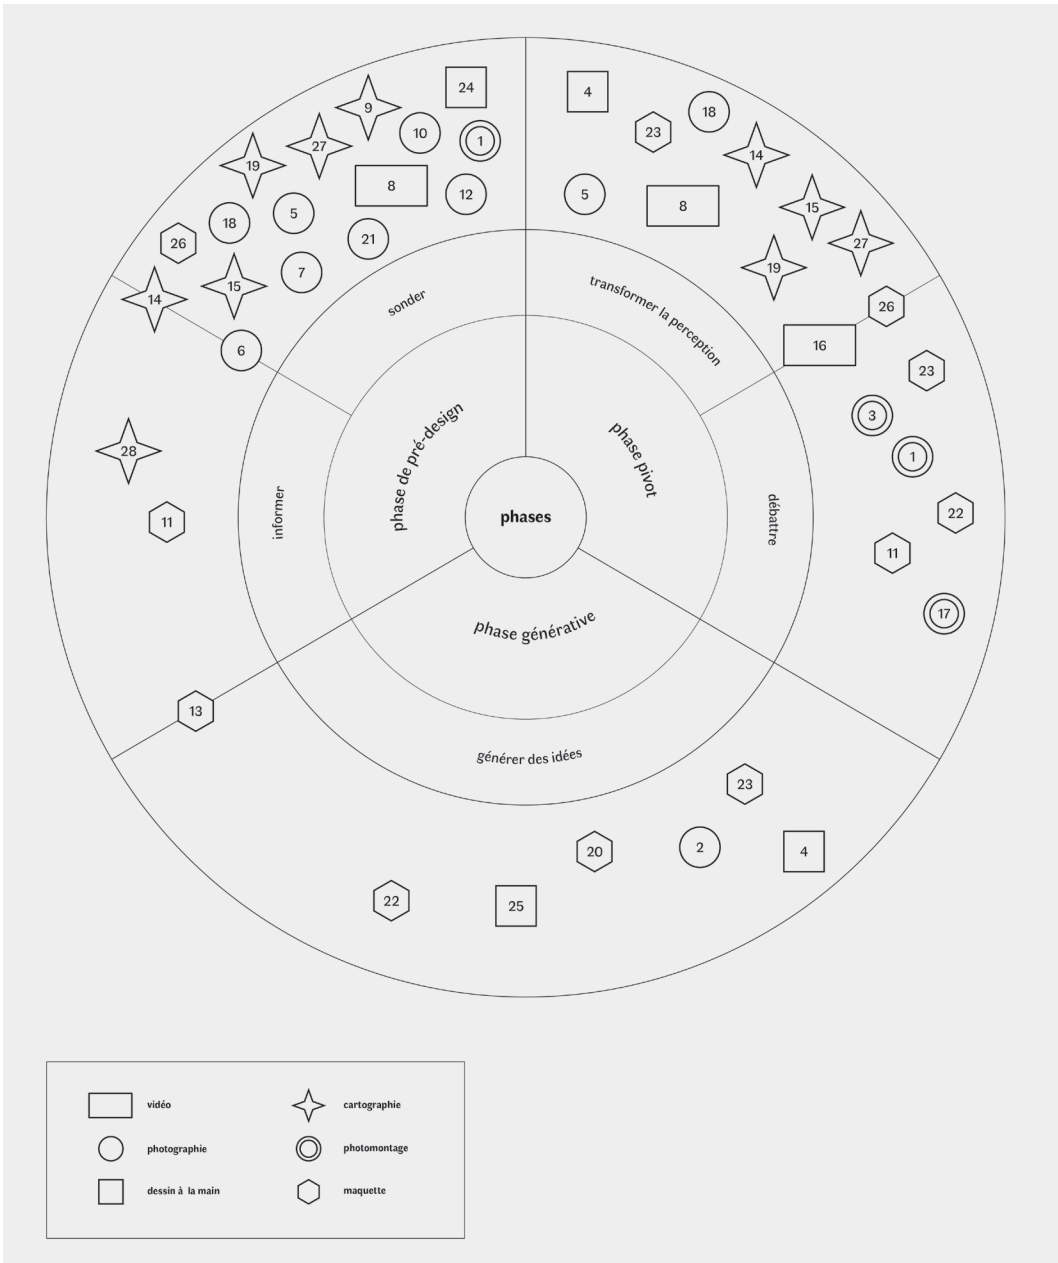 24
4
9
18
10
23
1
27
14
19
8
12
5
8
15
5
18
21
26
27
7
19
15
14
26
sonder
transformer la perception
6
16
23
3
28
phase de pré-design
phase pivot
1
11
informer
phases
débattre
22
11
17
phase générative
13
générer des idées
23
20
2
4
22
25
vidéo
cartographie
photographie
photomontage
dessin à la main
maquette